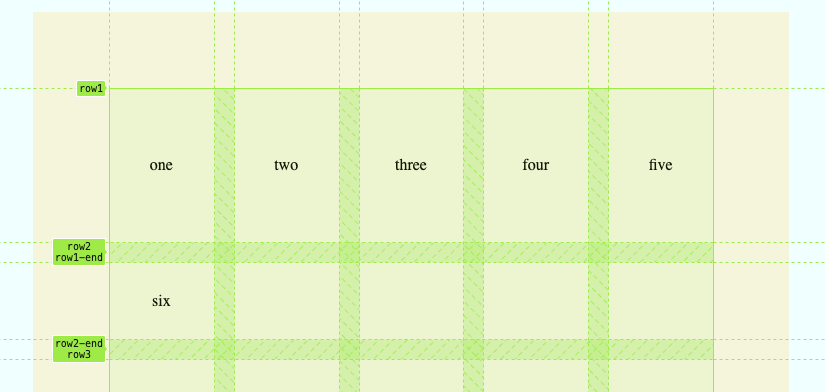 row1
one two three four five
row2
row1-end
six
row2-end
row3